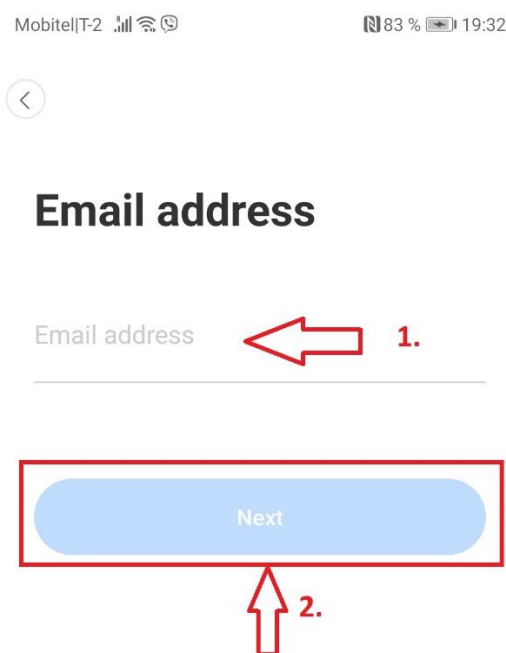 Mobitel|T-2 83 % 19:32
Email address
Email address 1.
Next
2.